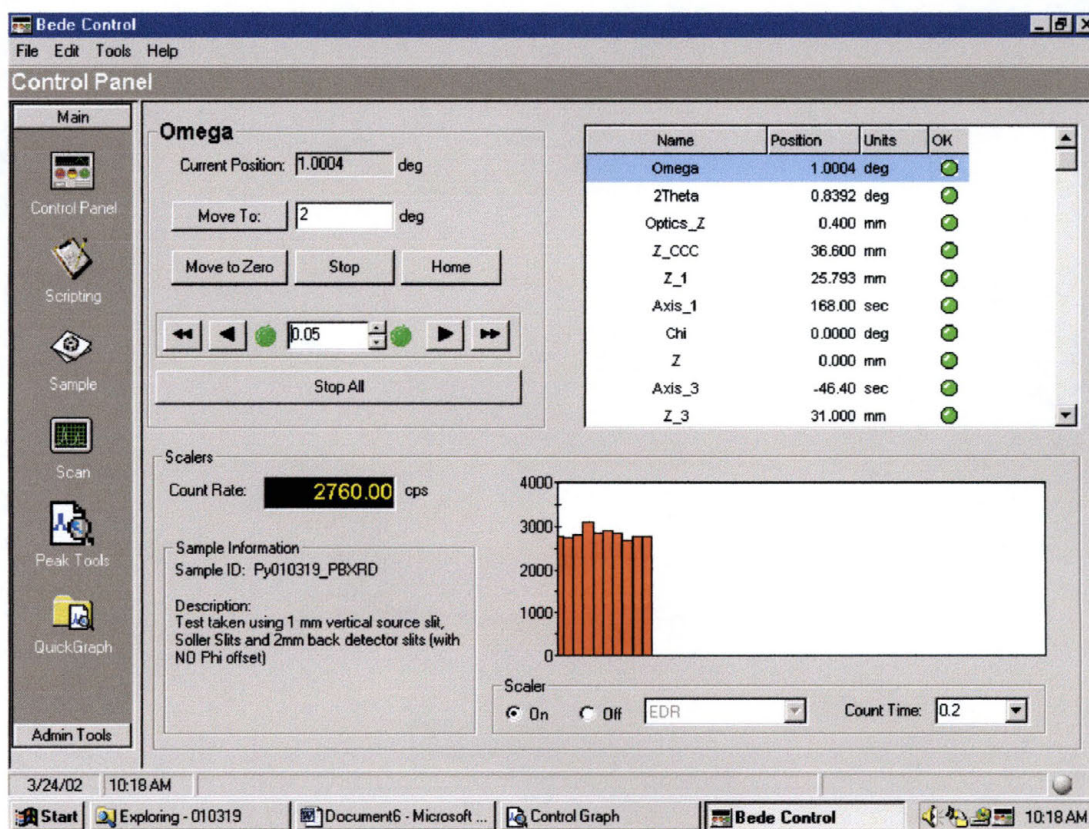 Bede Control
File Edit Tools Help
Control Panel
Main
Control Panel
Scripting
Sample
Scan
Peak Tools
QuickGraph
Admin Tools
Omega
Current Position: 1.0004 deg
Move To: 2 deg
Move to Zero Stop Home
0.05
Stop All
Name Position Units OK
Omega 1.0004 deg
2Theta 0.8392 deg
Optics_Z 0.400 mm
Z_CCC 36.600 mm
Z_1 25.793 mm
Axis_1 168.00 sec
Chi 0.0000 deg
Z 0.000 mm
Axis_3 -46.40 sec
Z_3 31.000 mm
Scalers
Count Rate: 2760.00 cps
Sample Information
Sample ID: Py010319_PBXRD
Description:
Test taken using 1 mm vertical source slit,
Soller Slits and 2mm back detector slits (with
NO Phi offset)
4000
3000
2000
1000
0
Scaler
On Off EDR Count Time: 0.2
3/24/02 10:18 AM
Start Exploring - 010319 Document6 - Microsoft ... Control Graph Bede Control 10:18 AM